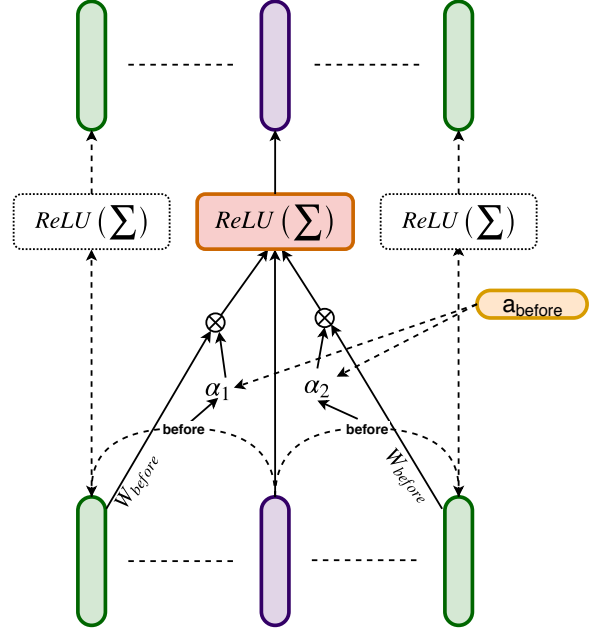 ReLU (∑)
ReLU (∑)
ReLU (∑)
⊗
⊗
a_before
α₁
α₂
before
before
W_before
W_before